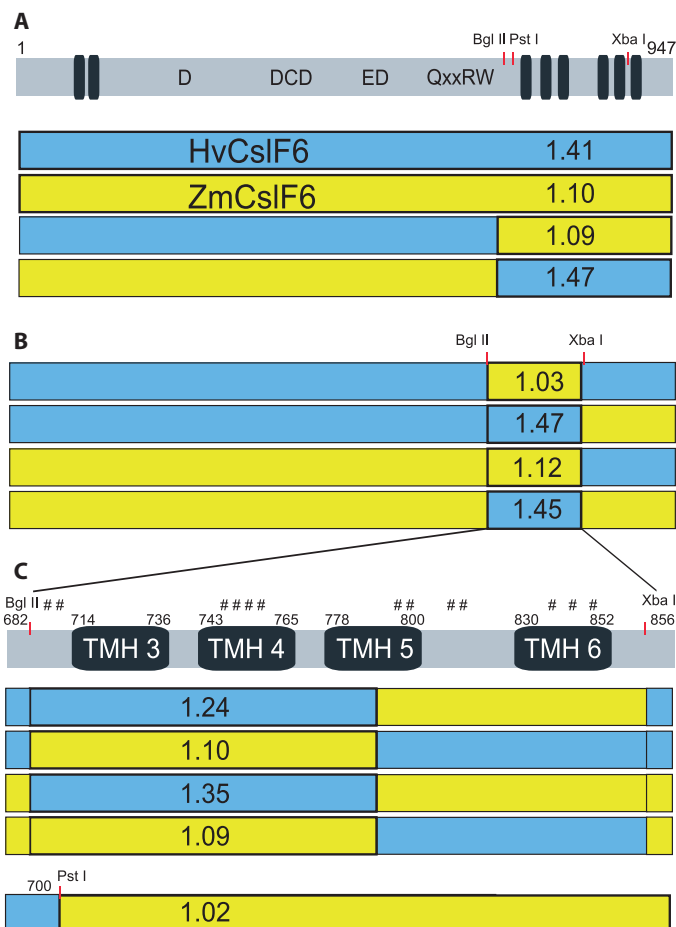 A
1 Bgl II Pst I Xba I 947
D DCD ED QxxRW
HvCslF6 1.41
ZmCslF6 1.10
1.09
1.47
B
Bgl II Xba I
1.03
1.47
1.12
1.45
C
Bgl II ## #### ## ## # # # Xba I
682 714 736 743 765 778 800 830 852 856
TMH 3 TMH 4 TMH 5 TMH 6
1.24
1.10
1.35
1.09
700 Pst I
1.02